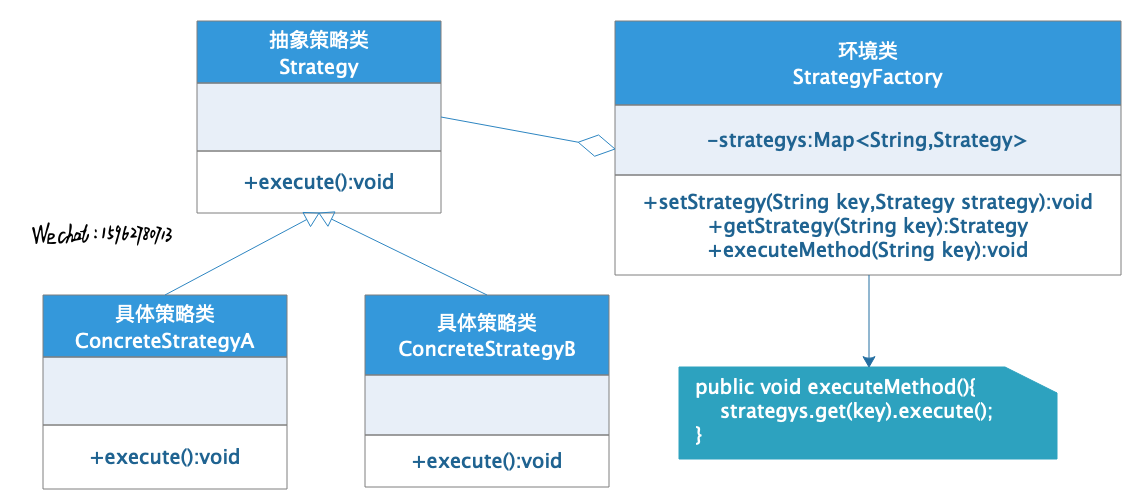 抽象策略类
Strategy
+execute():void
环境类
StrategyFactory
-strategys:Map<String,Strategy>
+setStrategy(String key,Strategy strategy):void
+getStrategy(String key):Strategy
+executeMethod(String key):void
Wechat:15962780713
具体策略类
ConcreteStrategyA
+execute():void
具体策略类
ConcreteStrategyB
+execute():void
public void executeMethod(){
strategys.get(key).execute();
}